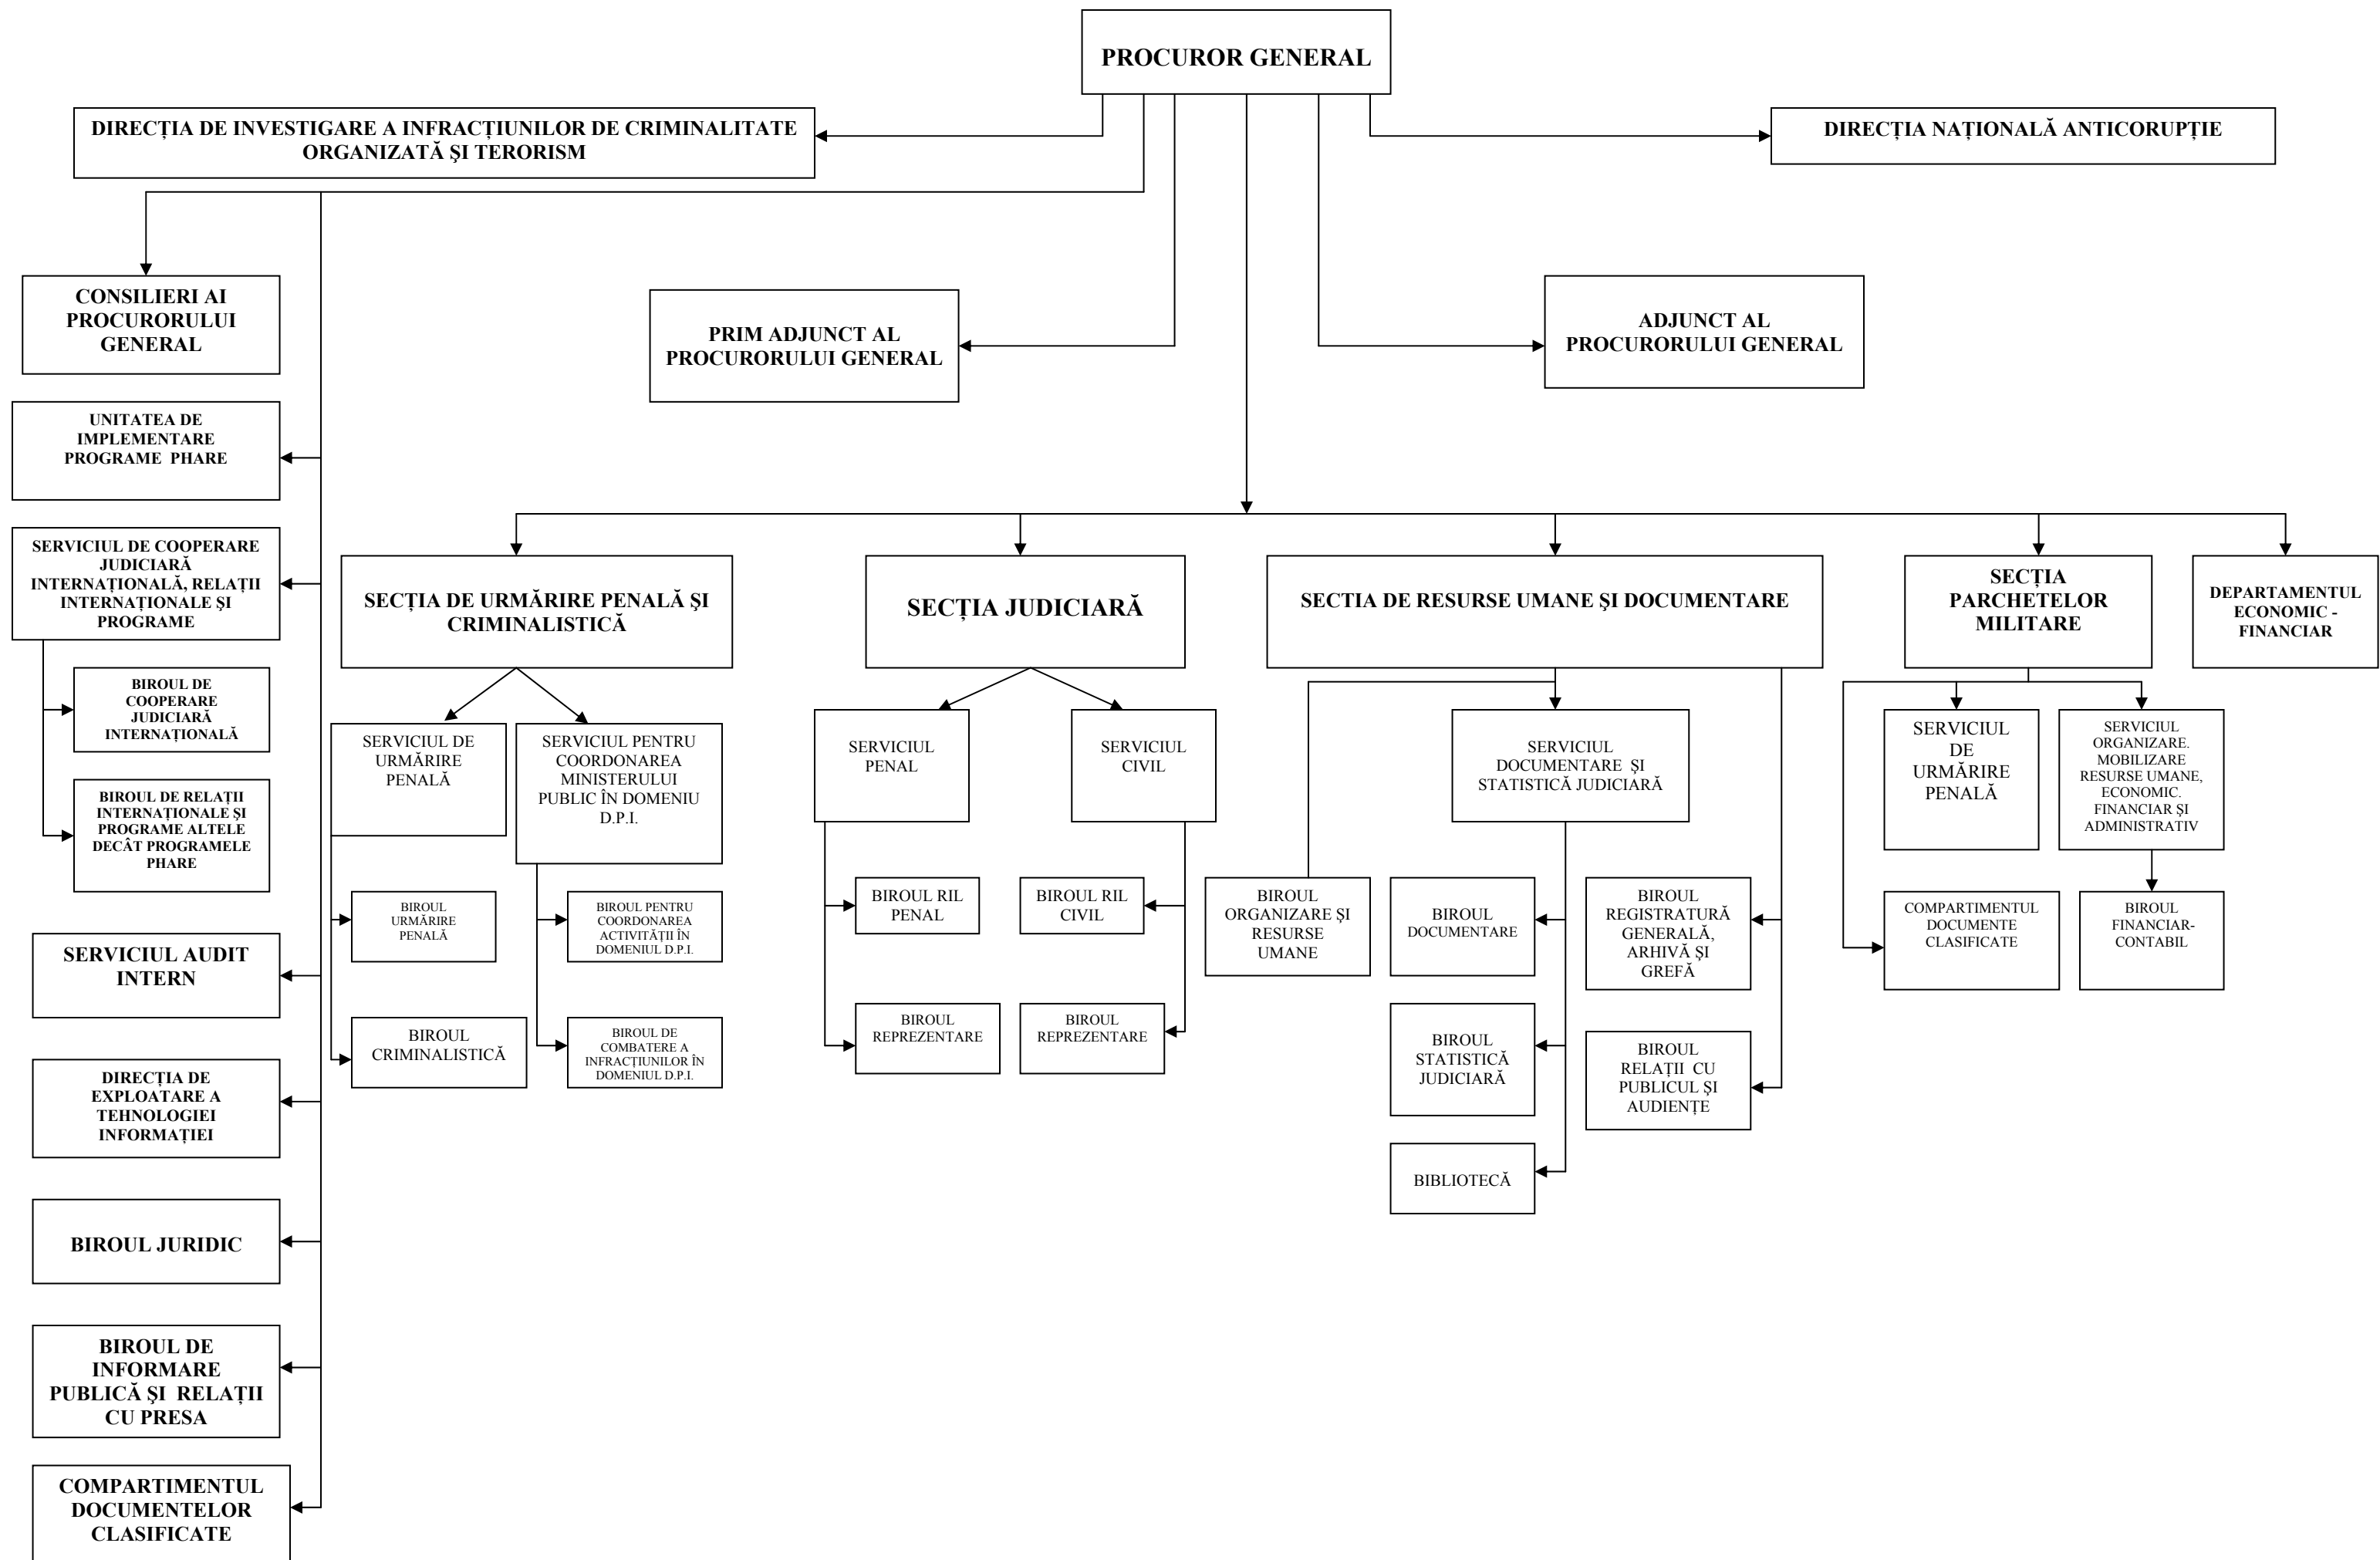 PROCUROR GENERAL
DIRECȚIA DE INVESTIGARE A INFRACȚIUNILOR DE CRIMINALITATE
ORGANIZATĂ ȘI TERORISM
DIRECȚIA NAȚIONALĂ ANTICORUPȚIE
CONSILIERI AI
PROCURORULUI
GENERAL
PRIM ADJUNCT AL
PROCURORULUI GENERAL
ADJUNCT AL
PROCURORULUI GENERAL
UNITATEA DE
IMPLEMENTARE
PROGRAME PHARE
SERVICIUL DE COOPERARE
JUDICIARĂ
INTERNAȚIONALĂ, RELAȚII
INTERNAȚIONALE ȘI
PROGRAME
BIROUL DE
COOPERARE
JUDICIARĂ
INTERNAȚIONALĂ
BIROUL DE RELAȚII
INTERNAȚIONALE ȘI
PROGRAME ALTELE
DECÂT PROGRAMELE
PHARE
SERVICIUL AUDIT
INTERN
DIRECȚIA DE
EXPLOATARE A
TEHNOLOGIEI
INFORMAȚIEI
BIROUL JURIDIC
BIROUL DE
INFORMARE
PUBLICĂ ȘI RELAȚII
CU PRESA
COMPARTIMENTUL
DOCUMENTELOR
CLASIFICATE
SECȚIA DE URMĂRIRE PENALĂ ȘI
CRIMINALISTICĂ
SERVICIUL DE
URMĂRIRE
PENALĂ
BIROUL
URMĂRIRE
PENALĂ
BIROUL
CRIMINALISTICĂ
SERVICIUL PENTRU
COORDONAREA
MINISTERULUI
PUBLIC ÎN DOMENIU
D.P.I.
BIROUL PENTRU
COORDONAREA
ACTIVITĂȚII ÎN
DOMENIUL D.P.I.
BIROUL DE
COMBATERE A
INFRACȚIUNILOR ÎN
DOMENIUL D.P.I.
SECȚIA JUDICIARĂ
SERVICIUL
PENAL
BIROUL RIL
PENAL
BIROUL
REPREZENTARE
SERVICIUL
CIVIL
BIROUL RIL
CIVIL
BIROUL
REPREZENTARE
SECTIA DE RESURSE UMANE ȘI DOCUMENTARE
BIROUL
ORGANIZARE ȘI
RESURSE
UMANE
SERVICIUL
DOCUMENTARE ȘI
STATISTICĂ JUDICIARĂ
BIROUL
DOCUMENTARE
BIROUL
STATISTICĂ
JUDICIARĂ
BIBLIOTECĂ
BIROUL
REGISTRATURĂ
GENERALĂ,
ARHIVĂ ȘI
GREFĂ
BIROUL
RELAȚII CU
PUBLICUL ȘI
AUDIENȚE
SECȚIA
PARCHETELOR
MILITARE
SERVICIUL
DE
URMĂRIRE
PENALĂ
SERVICIUL
ORGANIZARE.
MOBILIZARE
RESURSE UMANE,
ECONOMIC.
FINANCIAR ȘI
ADMINISTRATIV
COMPARTIMENTUL
DOCUMENTE
CLASIFICATE
BIROUL
FINANCIAR-
CONTABIL
DEPARTAMENTUL
ECONOMIC -
FINANCIAR